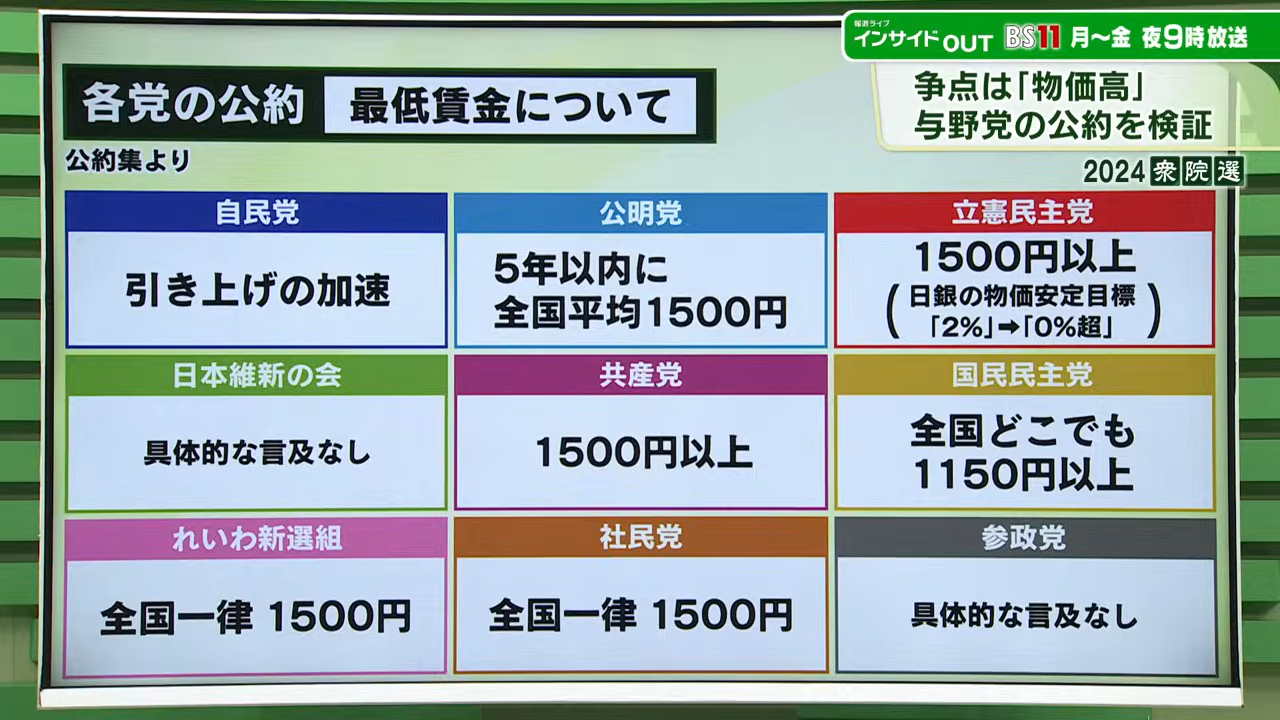 報道ライブ
インサイドOUT BS11 月〜金 夜9時放送
争点は「物価高」
与野党の公約を検証
2024衆院選
各党の公約 最低賃金について
公約集より
自民党
引き上げの加速
公明党
5年以内に
全国平均1500円
立憲民主党
1500円以上
(日銀の物価安定目標
「2%」➡「0%超」)
日本維新の会
具体的な言及なし
共産党
1500円以上
国民民主党
全国どこでも
1150円以上
れいわ新選組
全国一律 1500円
社民党
全国一律 1500円
参政党
具体的な言及なし